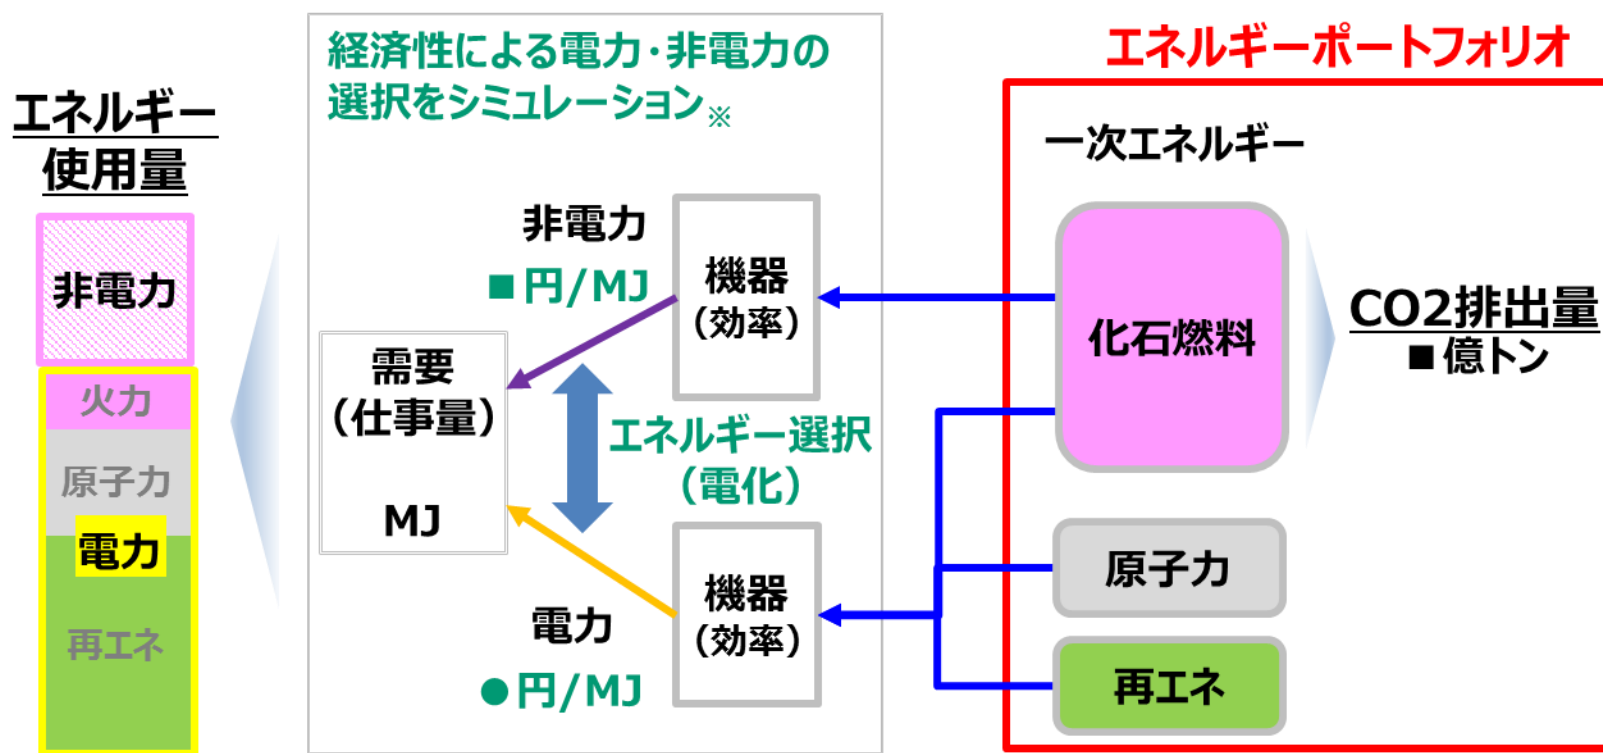 エネルギー
使用量
非電力
火力
原子力
電力
再エネ
経済性による電力・非電力の
選択をシミュレーション※
非電力
■円/MJ
機器
(効率)
需要
(仕事量)
MJ
エネルギー選択
(電化)
電力
●円/MJ
機器
(効率)
エネルギーポートフォリオ
一次エネルギー
化石燃料
原子力
再エネ
CO2排出量
■億トン